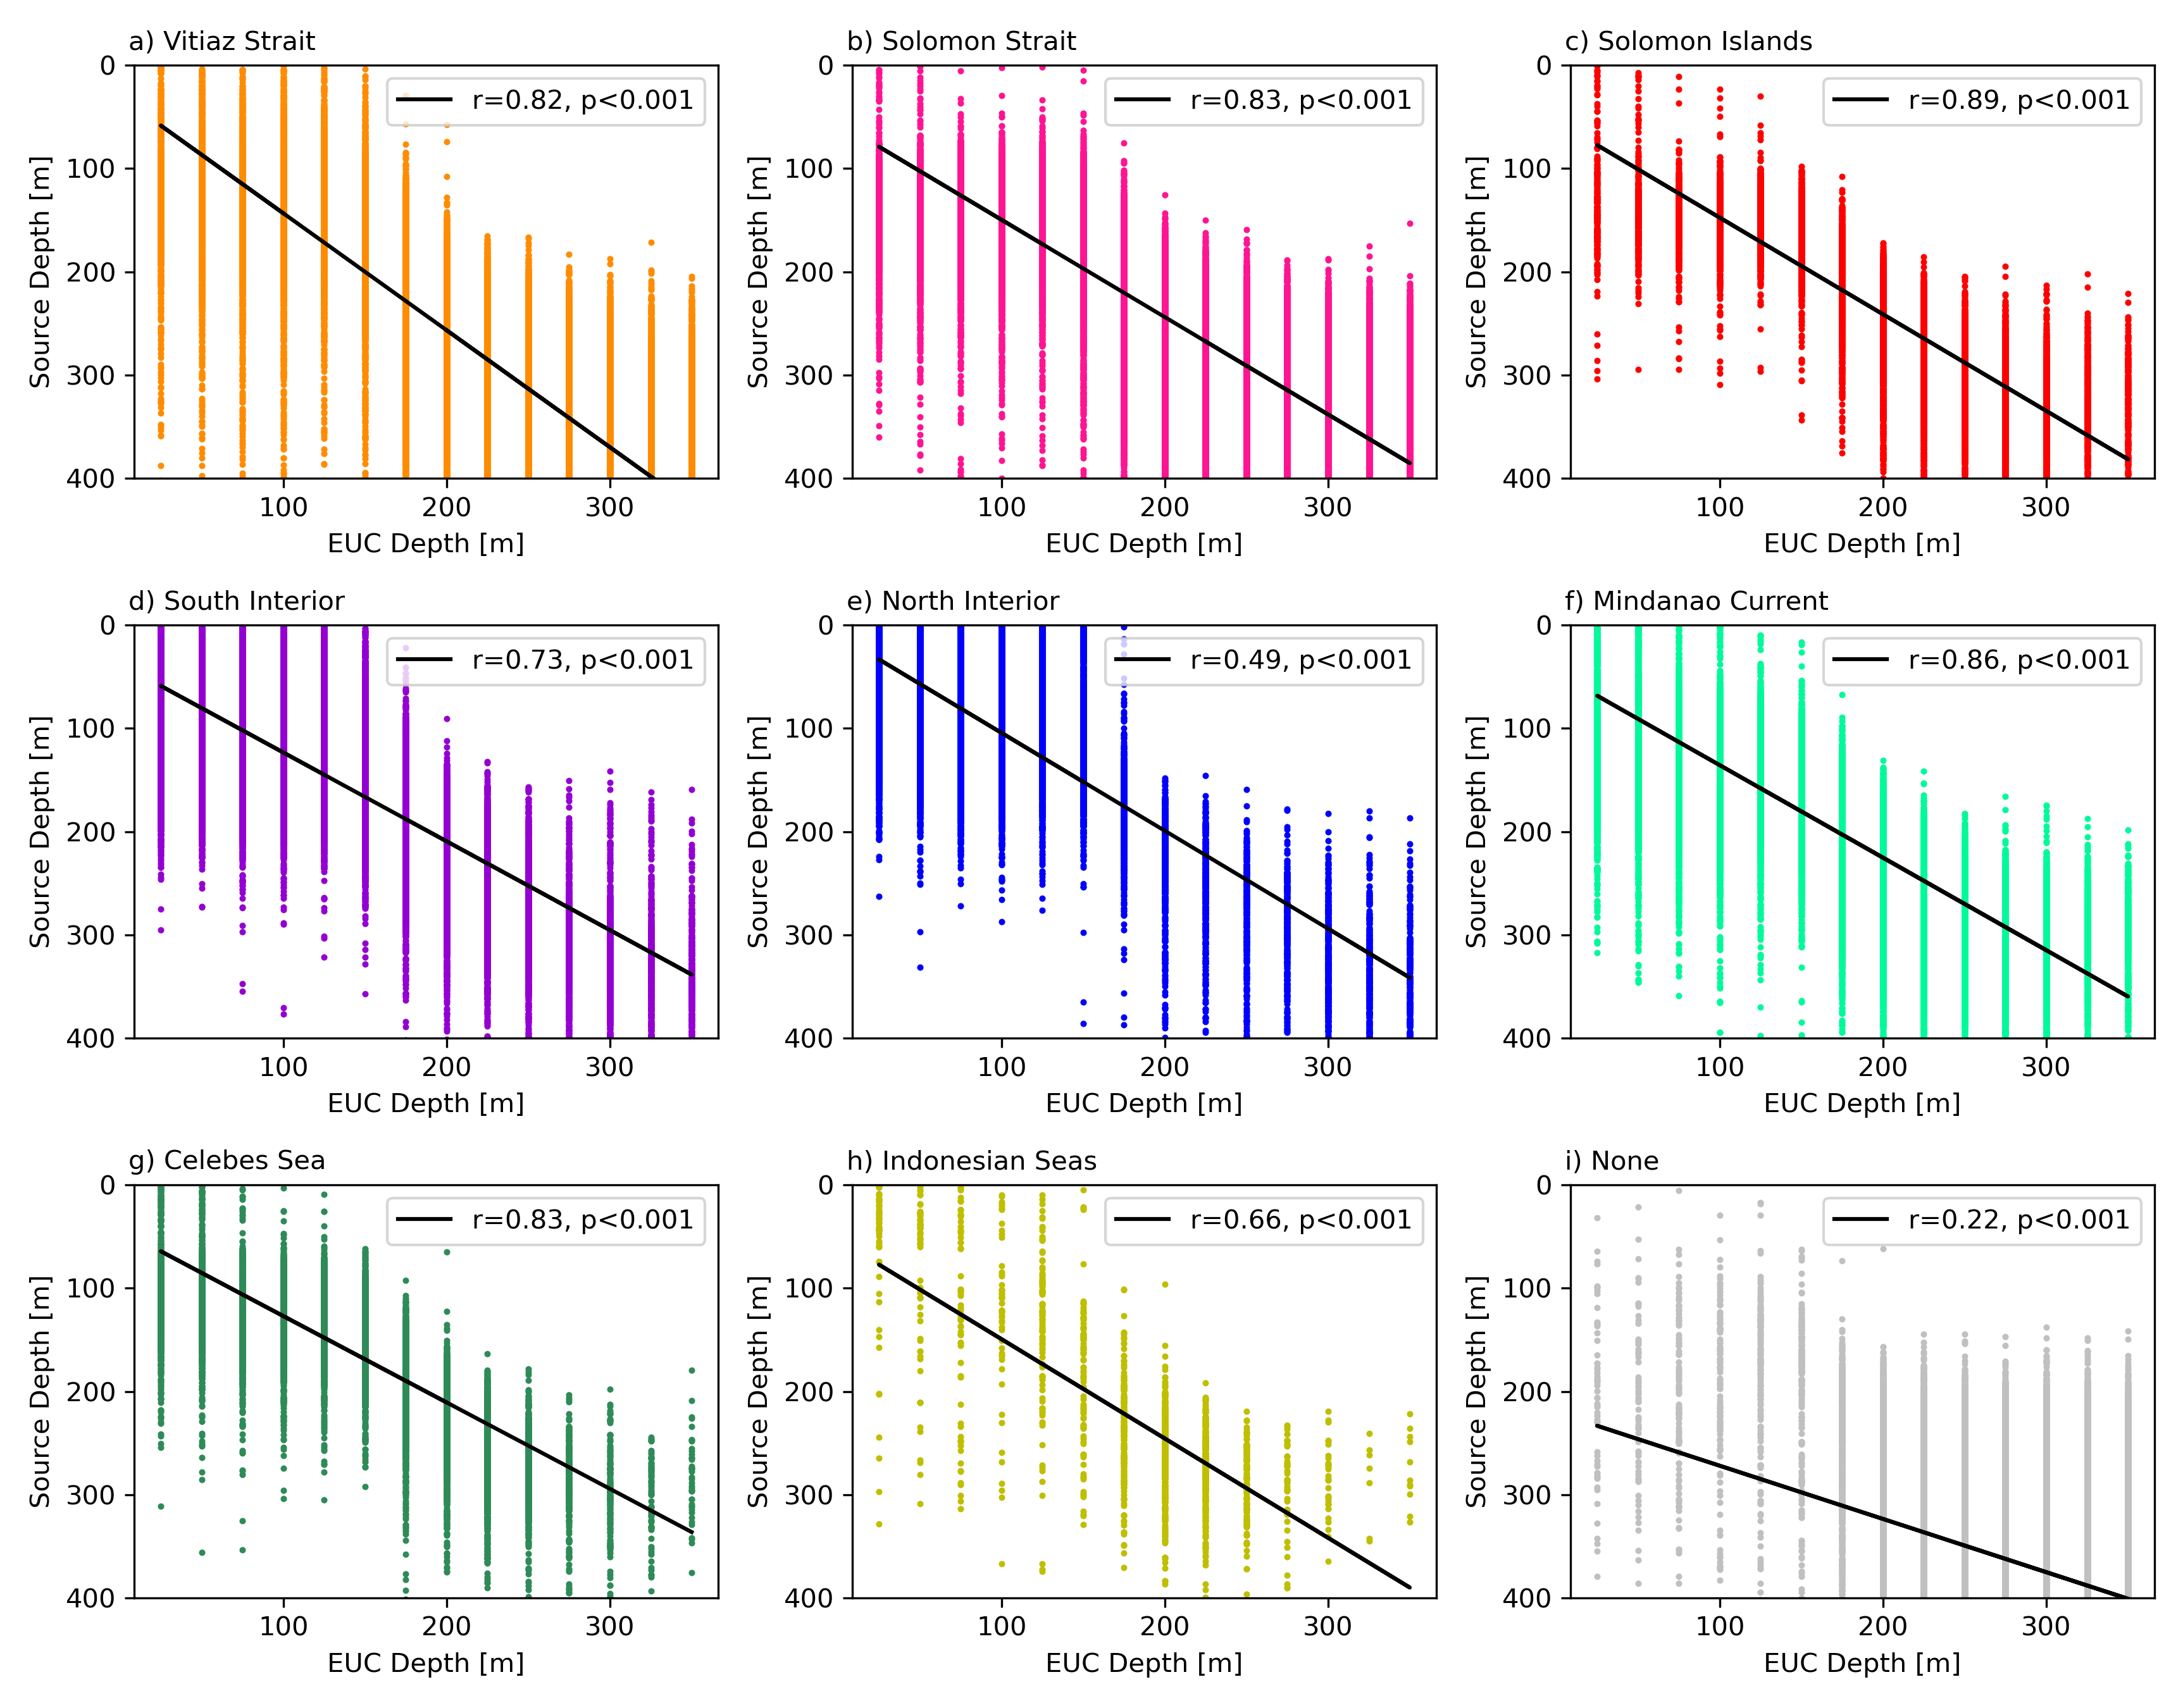 a) Vitiaz Strait
0
100
200
300
400
Source Depth [m]
r=0.82, p<0.001
100 200 300
EUC Depth [m]
b) Solomon Strait
0
100
200
300
400
Source Depth [m]
r=0.83, p<0.001
100 200 300
EUC Depth [m]
c) Solomon Islands
0
100
200
300
400
Source Depth [m]
r=0.89, p<0.001
100 200 300
EUC Depth [m]
d) South Interior
0
100
200
300
400
Source Depth [m]
r=0.73, p<0.001
100 200 300
EUC Depth [m]
e) North Interior
0
100
200
300
400
Source Depth [m]
r=0.49, p<0.001
100 200 300
EUC Depth [m]
f) Mindanao Current
0
100
200
300
400
Source Depth [m]
r=0.86, p<0.001
100 200 300
EUC Depth [m]
g) Celebes Sea
0
100
200
300
400
Source Depth [m]
r=0.83, p<0.001
100 200 300
EUC Depth [m]
h) Indonesian Seas
0
100
200
300
400
Source Depth [m]
r=0.66, p<0.001
100 200 300
EUC Depth [m]
i) None
0
100
200
300
400
Source Depth [m]
r=0.22, p<0.001
100 200 300
EUC Depth [m]